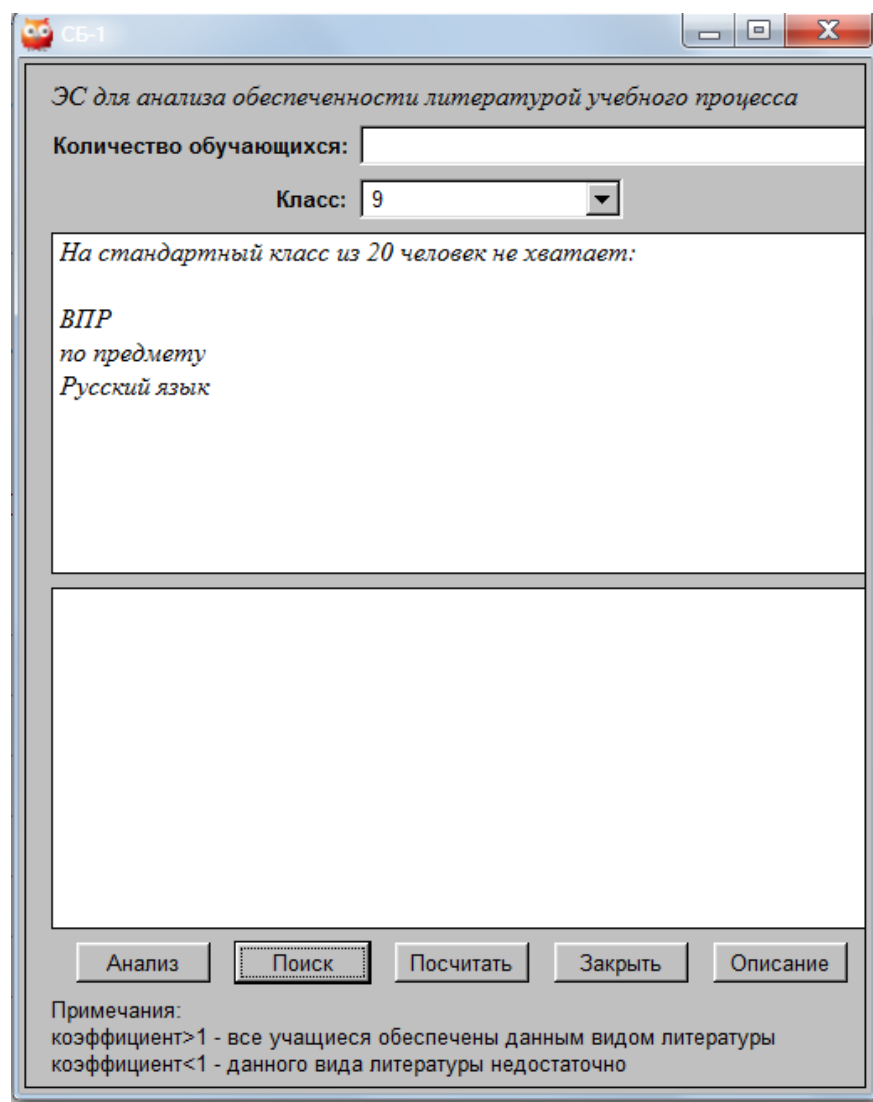 СБ-1
ЭС для анализа обеспеченности литературой учебного процесса
Количество обучающихся:
Класс: 9
На стандартный класс из 20 человек не хватает:
ВПР
по предмету
Русский язык
Анализ Поиск Посчитать Закрыть Описание
Примечания:
коэффициент>1 - все учащиеся обеспечены данным видом литературы
коэффициент<1 - данного вида литературы недостаточно